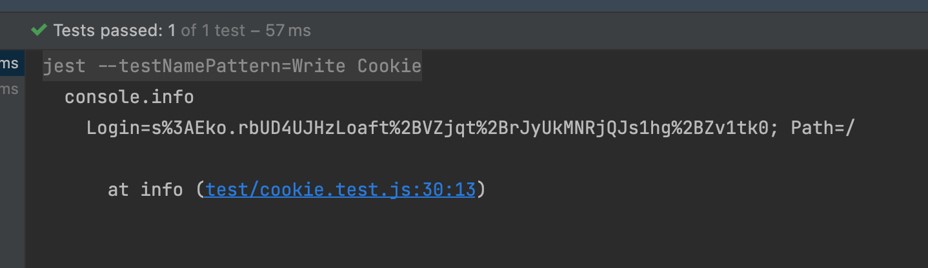 Tests passed: 1 of 1 test – 57 ms
ms
jest --testNamePattern=Write Cookie
ms
console.info
Login=s%3AEko.rbUD4UJHzLoaft%2BVZjqt%2BrJyUkMNRjQJs1hg%2BZv1tk0; Path=/
at info (test/cookie.test.js:30:13)